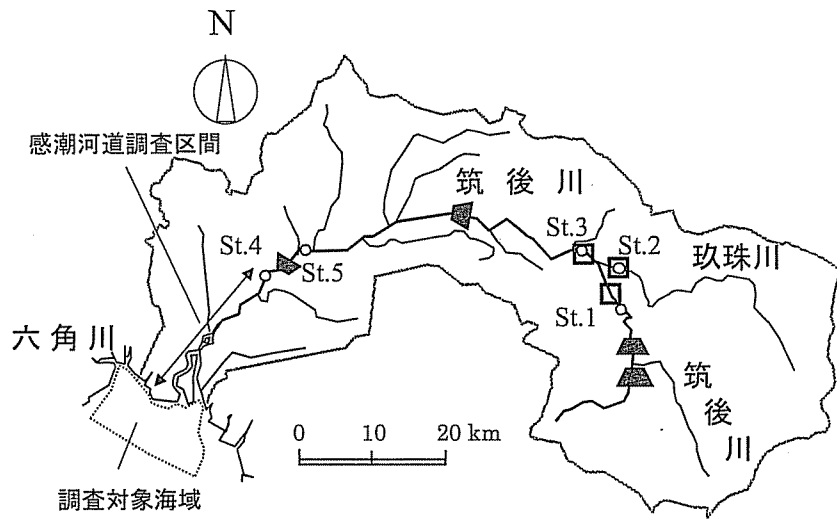 N
感潮河道調査区間
筑後川
St.3
St.2
St.4
玖珠川
St.5
St.1
六角川
筑後川
0 10 20 km
調査対象海域